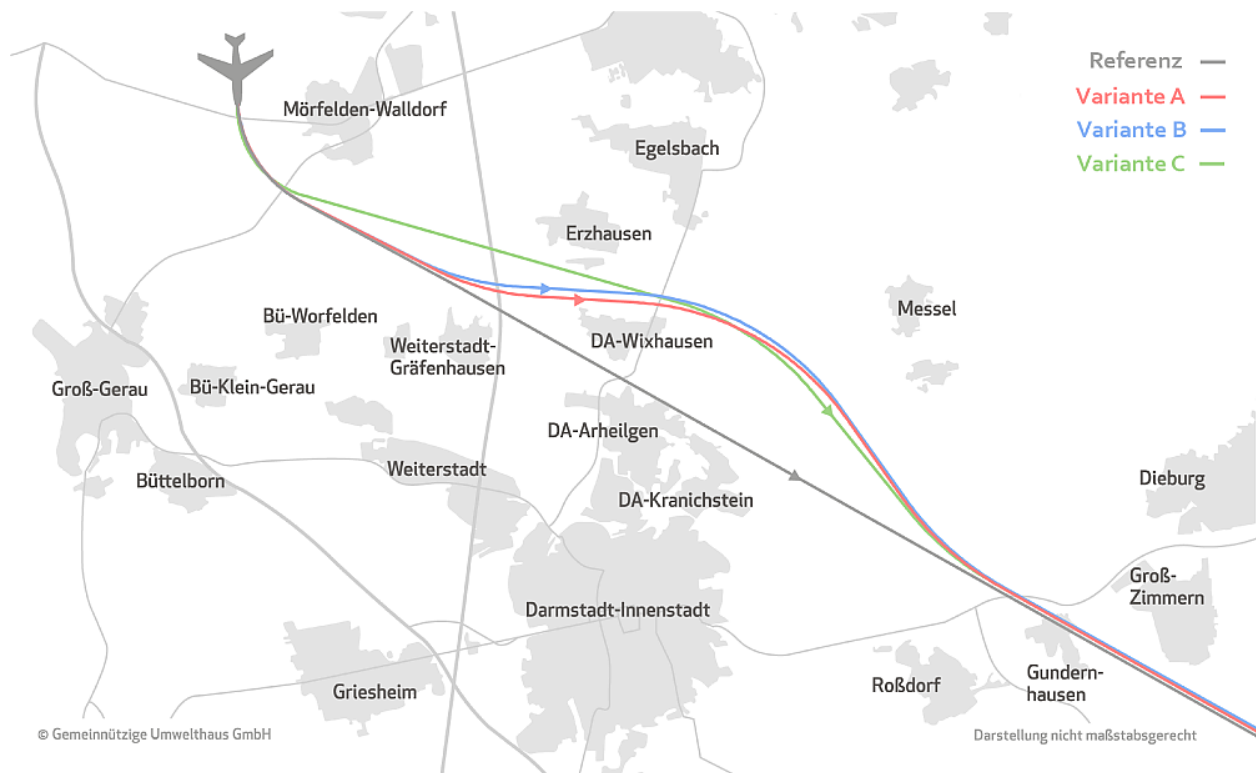 Referenz
Variante A
Variante B
Variante C
Mörfelden-Walldorf
Egelsbach
Erzhausen
Messel
Bü-Worfelden
DA-Wixhausen
Weiterstadt-
Gräfenhausen
Groß-Gerau
Bü-Klein-Gerau
DA-Arheilgen
Weiterstadt
Büttelborn
DA-Kranichstein
Dieburg
Groß-
Zimmern
Darmstadt-Innenstadt
Griesheim
Roßdorf
Gundern-
hausen
© Gemeinnützige Umwelthaus GmbH
Darstellung nicht maßstabsgerecht